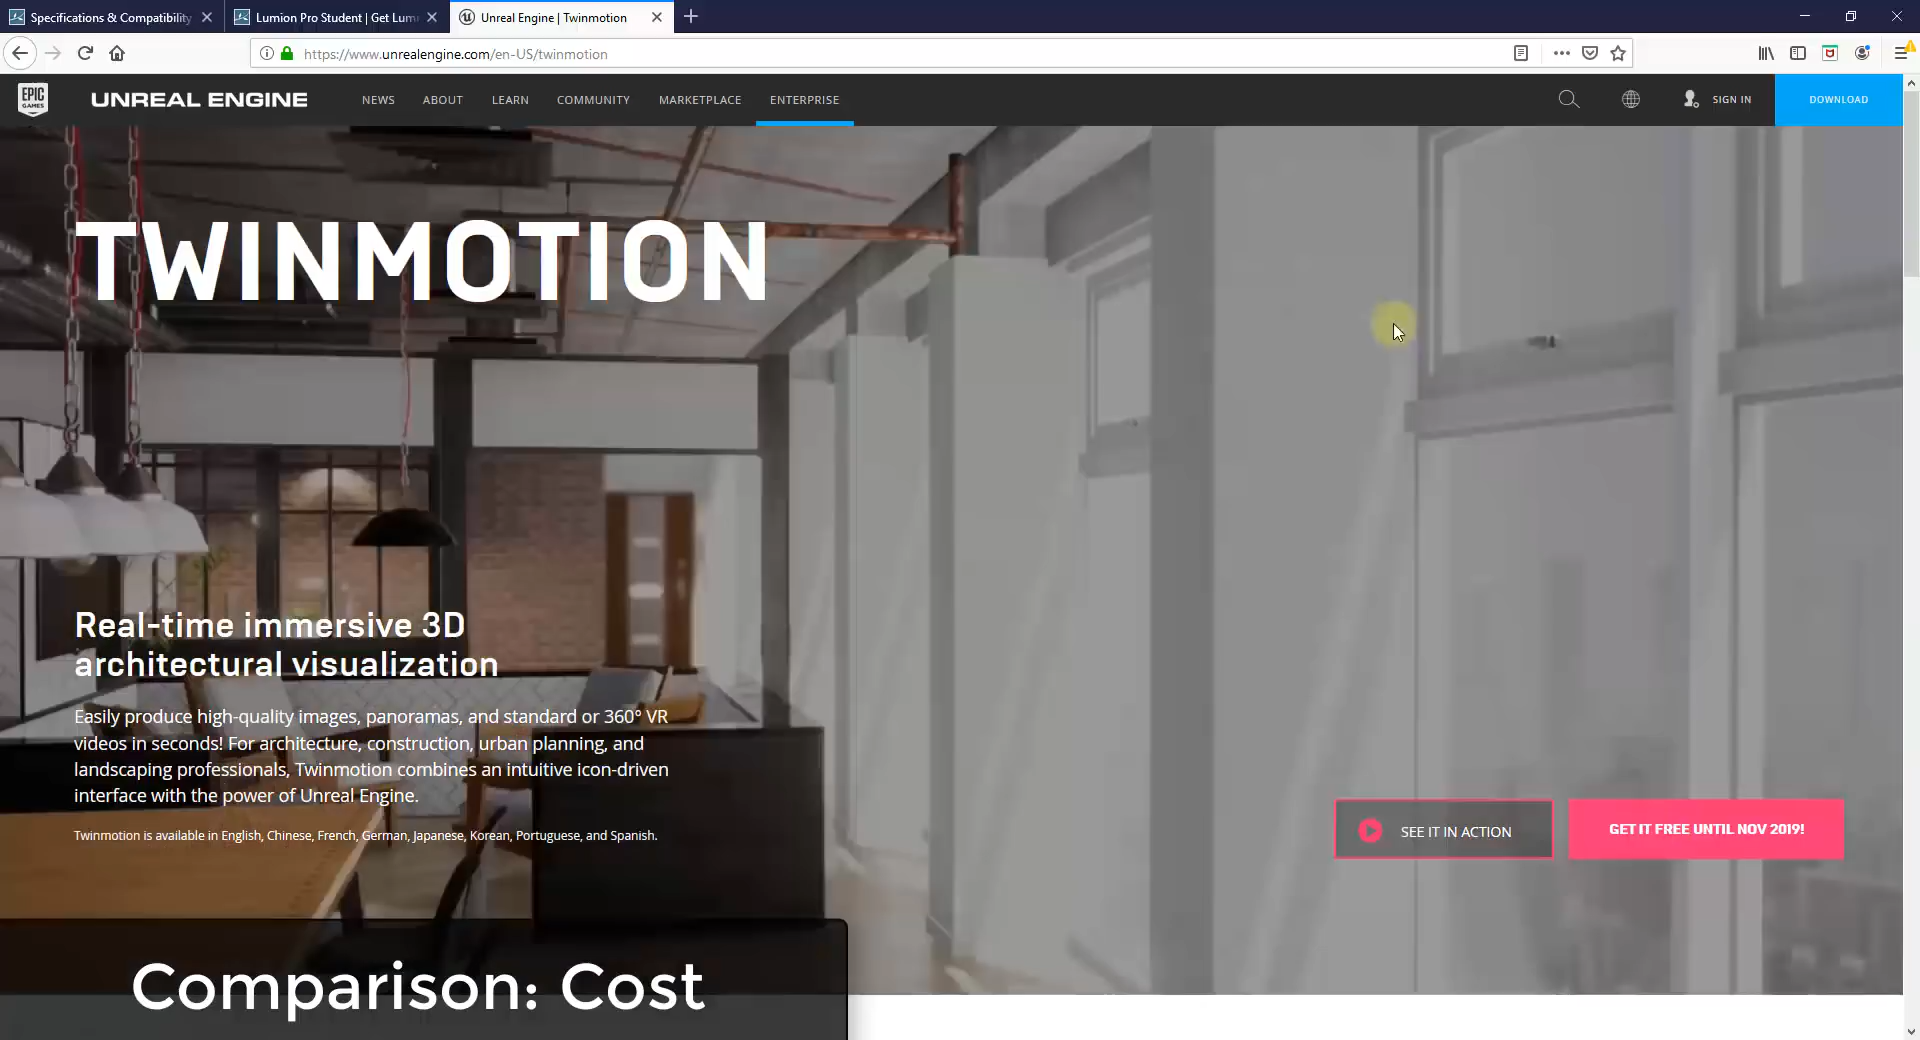 Specifications & Compatibility
Lumion Pro Student | Get Lumi
Unreal Engine | Twinmotion
https://www.unrealengine.com/en-US/twinmotion
EPIC GAMES
UNREAL ENGINE
NEWS
ABOUT
LEARN
COMMUNITY
MARKETPLACE
ENTERPRISE
SIGN IN
DOWNLOAD
TWINMOTION
Real-time immersive 3D
architectural visualization
Easily produce high-quality images, panoramas, and standard or 360° VR
videos in seconds! For architecture, construction, urban planning, and
landscaping professionals, Twinmotion combines an intuitive icon-driven
interface with the power of Unreal Engine.
Twinmotion is available in English, Chinese, French, German, Japanese, Korean, Portuguese, and Spanish.
SEE IT IN ACTION
GET IT FREE UNTIL NOV 2019!
Comparison: Cost